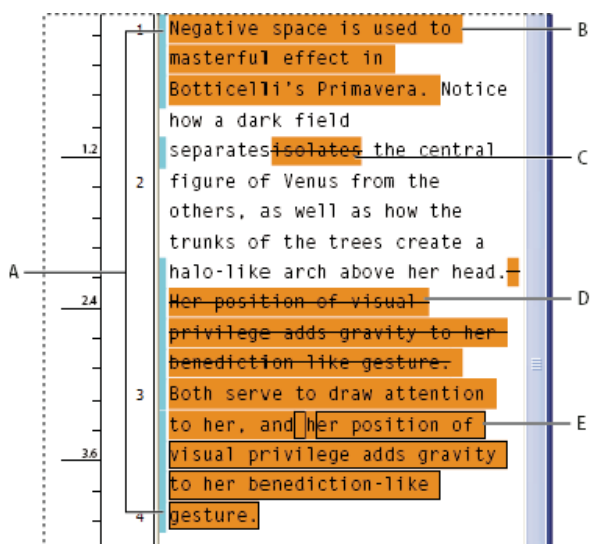 1 Negative space is used to B
masterful effect in
Botticelli's Primavera. Notice
how a dark field
1.2 separatesisolates the central C
2 figure of Venus from the
others, as well as how the
trunks of the trees create a
A halo-like arch above her head.
2.4 Her position of visual D
privilege adds gravity to her
benediction like gesture.
3 Both serve to draw attention
to her, and her position of E
3.6 visual privilege adds gravity
to her benediction-like
4 gesture.